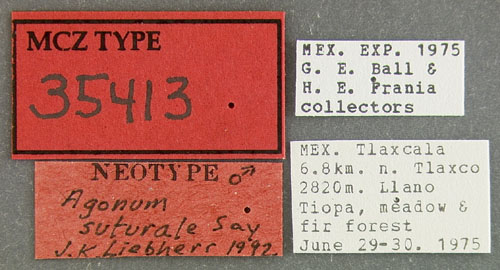 MCZ TYPE
35413
NEOTYPE ♂
Agonum
suturale Say
J.K Liebherr 1992.
MEX. EXP. 1975
G. E. Ball &
H. E. Frania
collectors
MEX. Tlaxcala
6.8km. n. Tlaxco
2820m. Llano
Tiopa, meadow &
fir forest
June 29-30. 1975